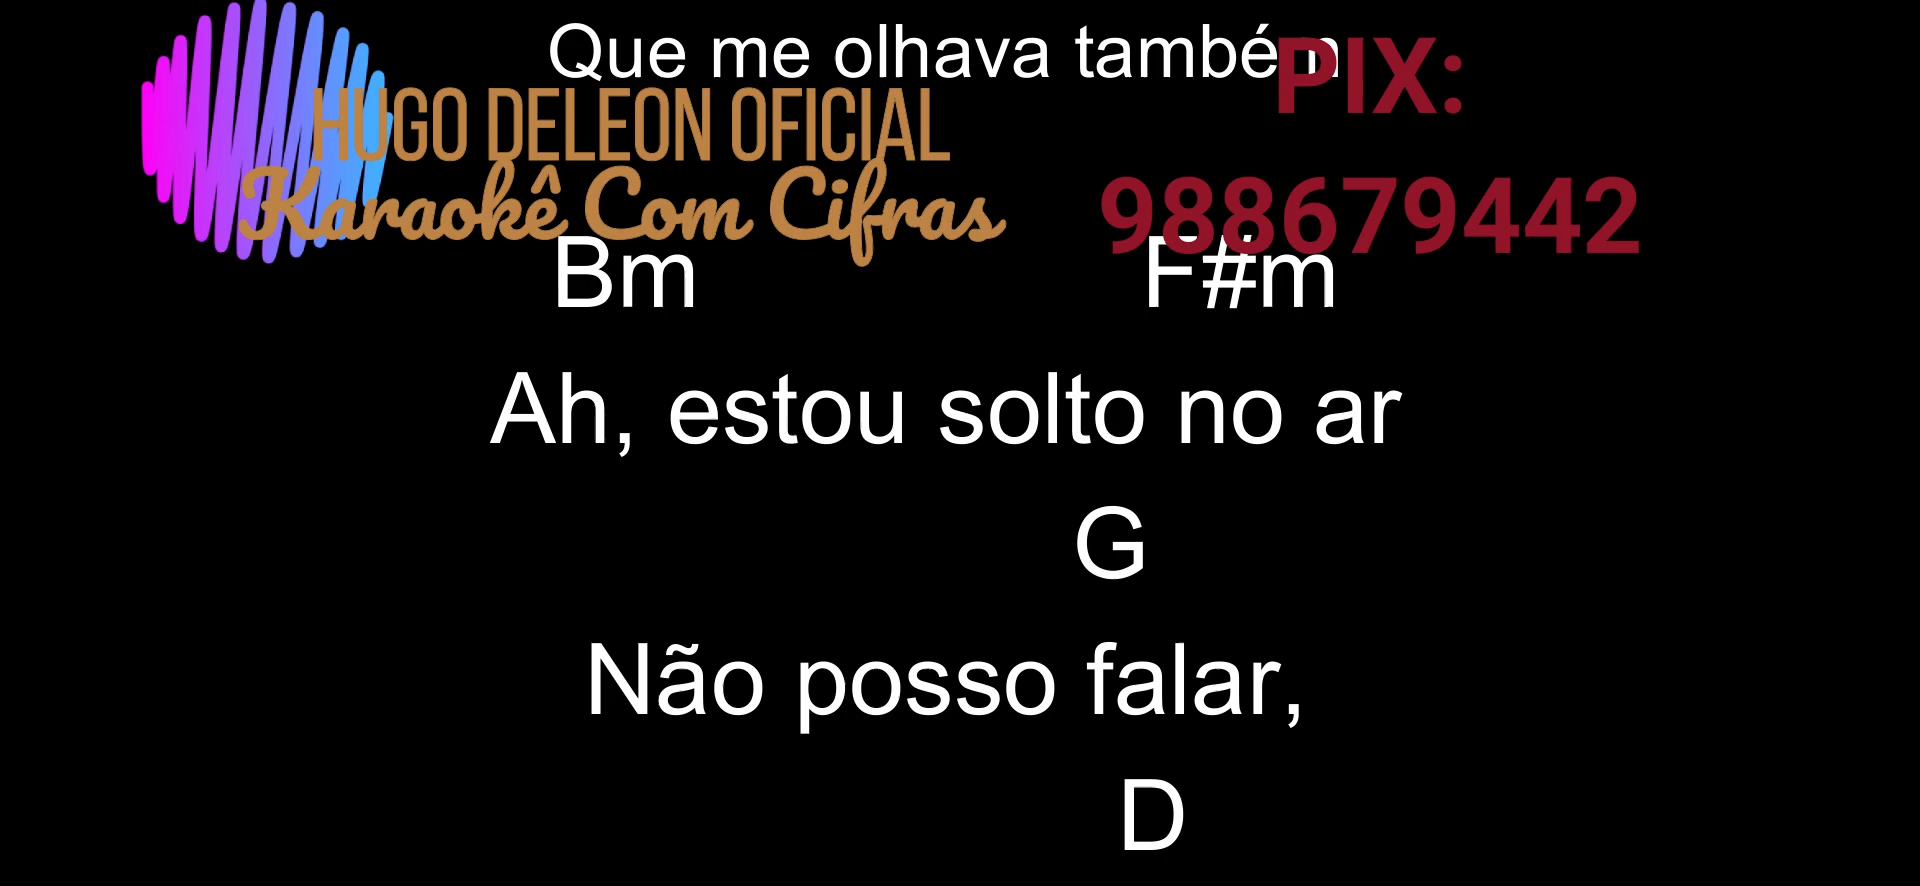 Que me olhava também
PIX:
HUGO DELEON OFICIAL
Karaokê Com Cifras
988679442
Bm F#m
Ah, estou solto no ar
G
Não posso falar,
D